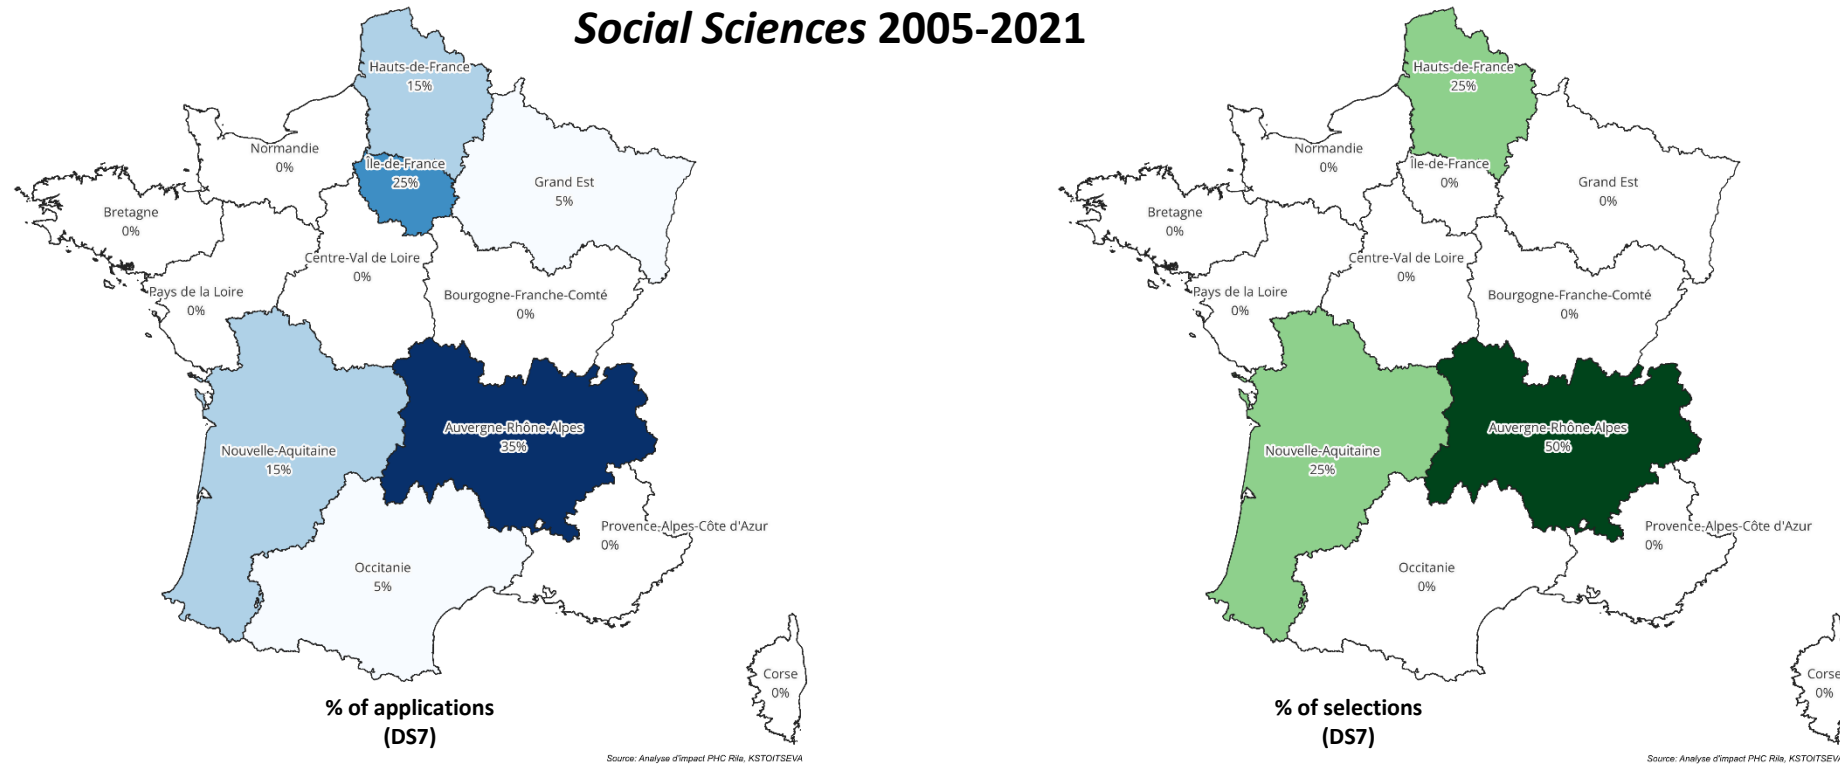 Social Sciences 2005-2021
Hauts-de-France
15%
Normandie
0%
Île-de-France
25%
Grand Est
5%
Bretagne
0%
Centre-Val de Loire
0%
Pays de la Loire
0%
Bourgogne-Franche-Comté
0%
Auvergne-Rhône-Alpes
35%
Nouvelle-Aquitaine
15%
Provence-Alpes-Côte d'Azur
0%
Occitanie
5%
Corse
0%
% of applications
(DS7)
Source: Analyse d'impact PHC Rila, KSTOITSEVA
Hauts-de-France
25%
Normandie
0%
Île-de-France
0%
Grand Est
0%
Bretagne
0%
Centre-Val de Loire
0%
Pays de la Loire
0%
Bourgogne-Franche-Comté
0%
Auvergne-Rhône-Alpes
50%
Nouvelle-Aquitaine
25%
Provence-Alpes-Côte d'Azur
0%
Occitanie
0%
Corse
0%
% of selections
(DS7)
Source: Analyse d'impact PHC Rila, KSTOITSEVA